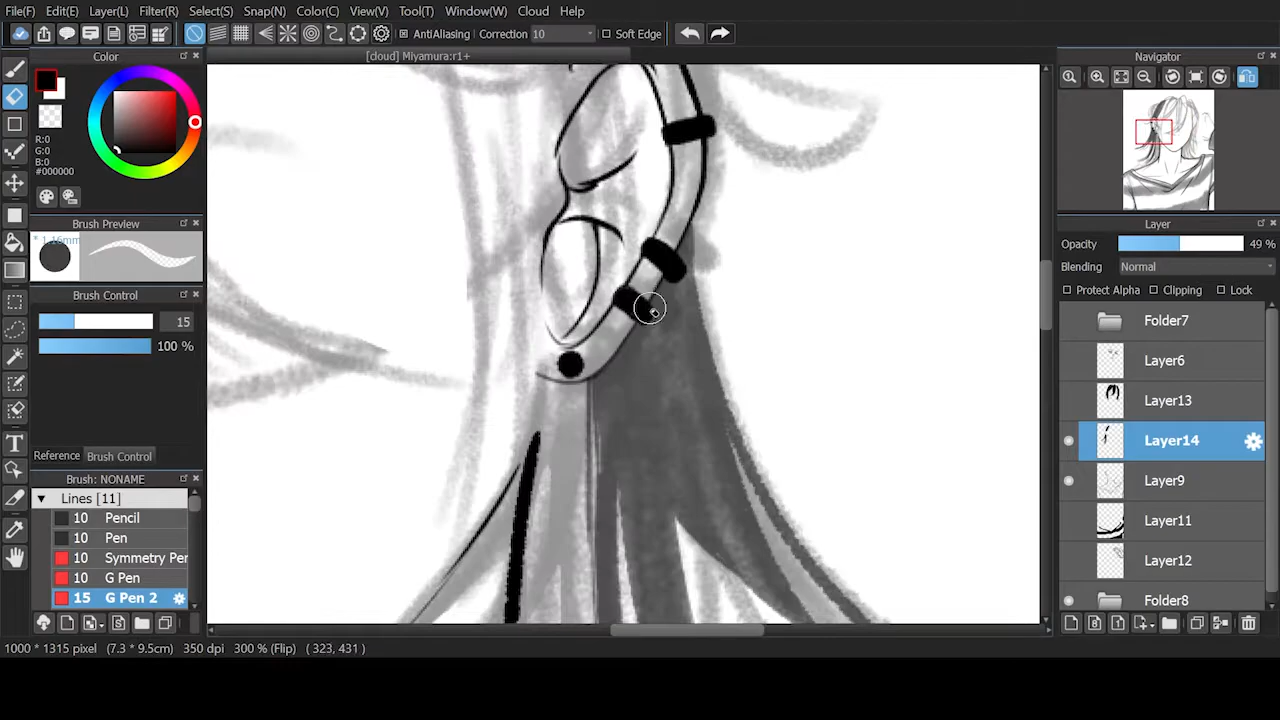 File(F) Edit(E) Layer(L) Filter(R) Select(S) Snap(N) Color(C) View(V) Tool(T) Window(W) Cloud Help
AntiAliasing Correction 10 Soft Edge
Color
[cloud] Miyamura:r1+
Navigator
R:0
G:0
B:0
#000000
Brush Preview
* 1.16mm
Brush Control
15
100 %
Reference Brush Control
Brush: NONAME
Lines [11]
10 Pencil
10 Pen
10 Symmetry Pen
10 G Pen
15 G Pen 2
Layer
Opacity 49 %
Blending Normal
Protect Alpha Clipping Lock
Folder7
Layer6
Layer13
Layer14
Layer9
Layer11
Layer12
Folder8
T
1000 * 1315 pixel (7.3 * 9.5cm) 350 dpi 300 % (Flip) ( 323, 431 )